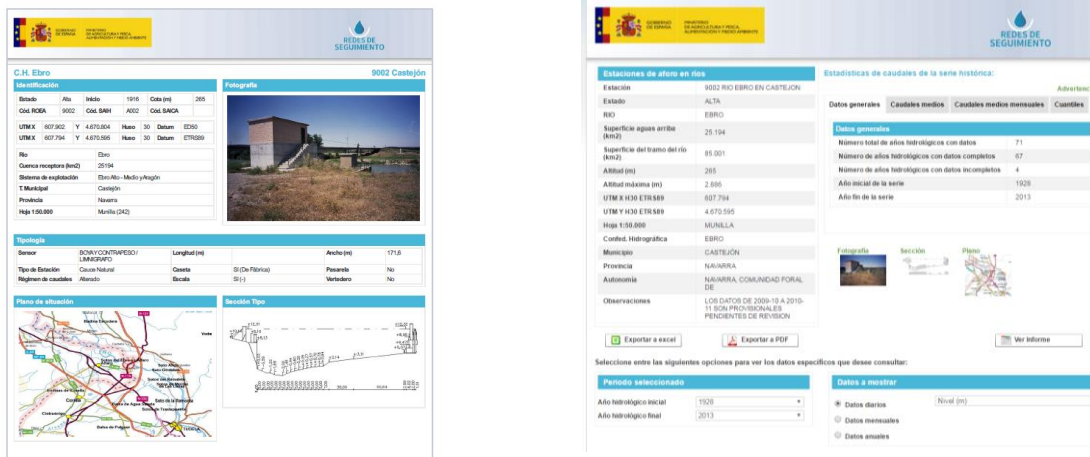 GOBIERNO DE ESPAÑA
MINISTERIO DE AGRICULTURA Y PESCA, ALIMENTACIÓN Y MEDIO AMBIENTE
REDES DE
SEGUIMIENTO
C.H. Ebro 9002 Castejón
Identificación
Estado Alta Inicio 1916 Cota (m) 265
Cód. ROEA 9002 Cód. SAIH A002 Cód. SAICA
UTM X 607.902 Y 4.670.804 Huso 30 Datum ED50
UTM X 607.794 Y 4.670.595 Huso 30 Datum ETRS89
Rio Ebro
Cuenca receptora (km2) 25194
Sistema de explotación Ebro Alto - Medio y Aragón
T. Municipal Castejón
Provincia Navarra
Hoja 1:50.000 Munilla (242)
Fotografía
Tipología
Sensor BOYA Y CONTRAPESO / LIMNIGRAFO Longitud (m) Ancho (m) 171,6
Tipo de Estación Cauce Natural Caseta Sí (De Fábrica) Pasarela No
Régimen de caudales Alterado Escala Sí (-) Vertedero No
Plano de situación
Sección Tipo
GOBIERNO DE ESPAÑA
MINISTERIO DE AGRICULTURA Y PESCA, ALIMENTACIÓN Y MEDIO AMBIENTE
REDES DE
SEGUIMIENTO
Estaciones de aforo en ríos
Estación 9002 RIO EBRO EN CASTEJON
Estado ALTA
RIO EBRO
Superficie aguas arriba (km2) 25.194
Superficie del tramo del río (km2) 85.001
Altitud (m) 265
Altitud máxima (m) 2.886
UTM X H30 ETRS89 607.794
UTM Y H30 ETRS89 4.670.595
Hoja 1:50.000 MUNILLA
Confed. Hidrográfica EBRO
Municipio CASTEJÓN
Provincia NAVARRA
Autonomía NAVARRA, COMUNIDAD FORAL DE
Observaciones LOS DATOS DE 2009-10 A 2010-11 SON PROVISIONALES PENDIENTES DE REVISION
Estadísticas de caudales de la serie histórica:
Advertenc
Datos generales Caudales medios Caudales medios mensuales Cuantiles
Datos generales
Número total de años hidrológicos con datos 71
Número de años hidrológicos con datos completos 67
Número de años hidrológicos con datos incompletos 4
Año inicial de la serie 1928
Año fin de la serie 2013
Fotografía Sección Plano
Exportar a excel Exportar a PDF Ver Informe
Seleccione entre las siguientes opciones para ver los datos específicos que desee consultar:
Periodo seleccionado
Año hidrológico inicial 1928
Año hidrológico final 2013
Datos a mostrar
Datos diarios Nivel (m)
Datos mensuales
Datos anuales